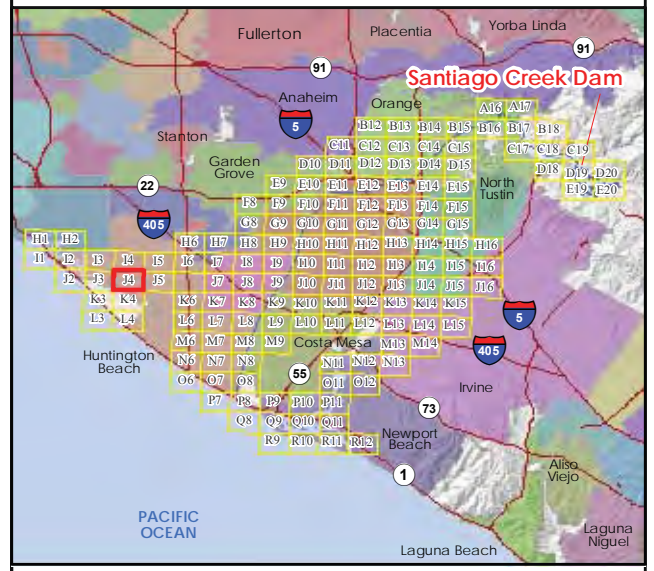 Fullerton
Placentia
Yorba Linda
91
91
Santiago Creek Dam
Anaheim
5
Orange
A16 A17
B12 B13 B14 B15 B16 B17 B18
Stanton
C11 C12 C13 C14 C15 C17 C18 C19
Garden
Grove
D10 D11 D12 D13 D14 D15 D18 D19 D20
22
E9 E10 E11 E12 E13 E14 E15 E19 E20
North
Tustin
F8 F9 F10 F11 F12 F13 F14 F15
405
G8 G9 G10 G11 G12 G13 G14 G15
H1 H2 H6 H7 H8 H9 H10 H11 H12 H13 H14 H15 H16
I1 I2 I3 I4 I5 I6 I7 I8 I9 I10 I11 I12 I13 I14 I15 I16
J2 J3 J4 J5 J7 J8 J9 J10 J11 J12 J13 J14 J15 J16
K3 K4 K6 K7 K8 K9 K10 K11 K12 K13 K14 K15
L3 L4 L6 L7 L8 L9 L10 L11 L12 L13 L14 L15
5
M6 M7 M8 M9 Costa Mesa M13 M14
405
Huntington
Beach
N6 N7 N8 N11 N12 N13
55
O6 O7 O8 O11 O12
Irvine
P7 P8 P9 P10 P11
73
Q8 Q9 Q10 Q11
Newport
Beach
R9 R10 R11 R12
1
Aliso
Viejo
PACIFIC
OCEAN
Laguna
Niguel
Laguna Beach